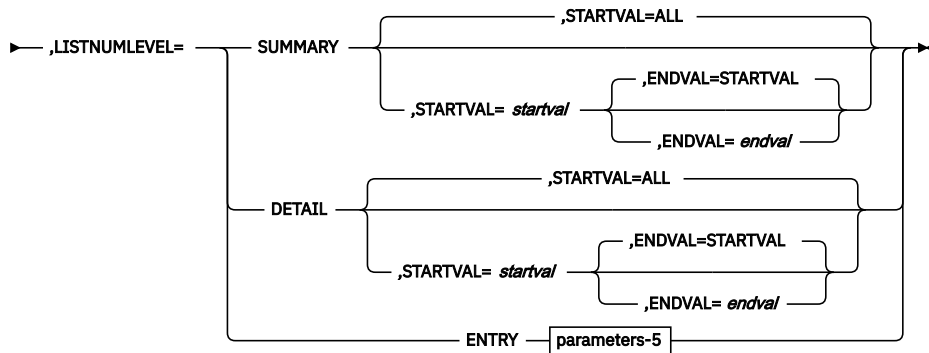 ,STARTVAL=ALL
,LISTNUMLEVEL= SUMMARY
,ENDVAL=STARTVAL
,STARTVAL= startval
,ENDVAL= endval
,STARTVAL=ALL
DETAIL
,ENDVAL=STARTVAL
,STARTVAL= startval
,ENDVAL= endval
ENTRY parameters-5